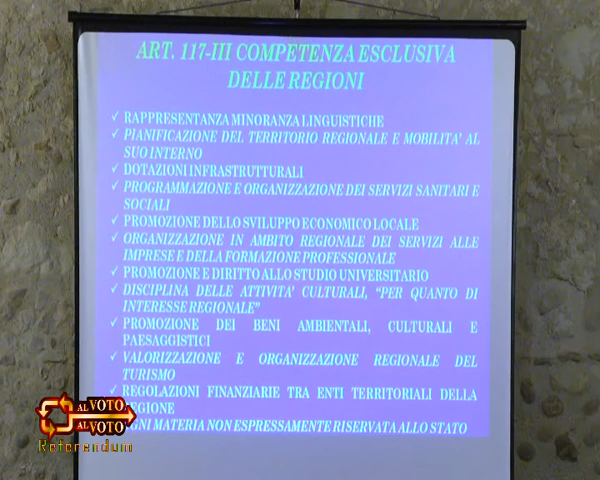 ART. 117-III COMPETENZA ESCLUSIVA
DELLE REGIONI
✓ RAPPRESENTANZA MINORANZA LINGUISTICHE
✓ PIANIFICAZIONE DEL TERRITORIO REGIONALE E MOBILITA' AL
SUO INTERNO
✓ DOTAZIONI INFRASTRUTTURALI
✓ PROGRAMMAZIONE E ORGANIZZAZIONE DEI SERVIZI SANITARI E
SOCIALI
✓ PROMOZIONE DELLO SVILUPPO ECONOMICO LOCALE
✓ ORGANIZZAZIONE IN AMBITO REGIONALE DEI SERVIZI ALLE
IMPRESE E DELLA FORMAZIONE PROFESSIONALE
✓ PROMOZIONE E DIRITTO ALLO STUDIO UNIVERSITARIO
✓ DISCIPLINA DELLE ATTIVITA' CULTURALI, "PER QUANTO DI
INTERESSE REGIONALE"
✓ PROMOZIONE DEI BENI AMBIENTALI, CULTURALI E
PAESAGGISTICI
✓ VALORIZZAZIONE E ORGANIZZAZIONE REGIONALE DEL
TURISMO
✓ REGOLAZIONI FINANZIARIE TRA ENTI TERRITORIALI DELLA
REGIONE
OGNI MATERIA NON ESPRESSAMENTE RISERVATA ALLO STATO
AL VOTO,
AL VOTO
Referendum